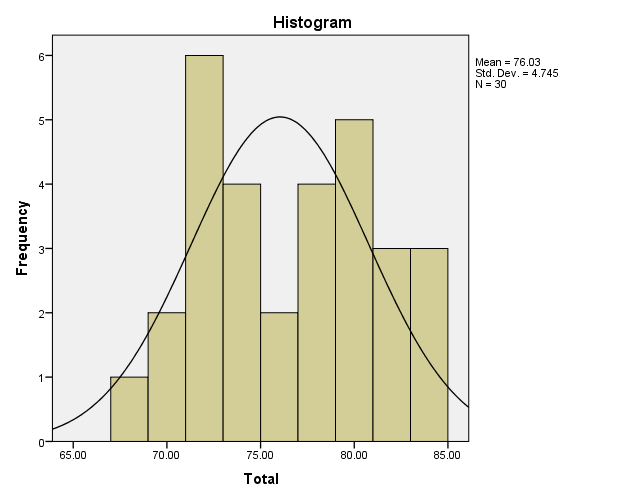 Histogram
Mean = 76.03
Std. Dev. = 4.745
N = 30
6
5
4
3
2
1
0
Frequency
65.00 70.00 75.00 80.00 85.00
Total